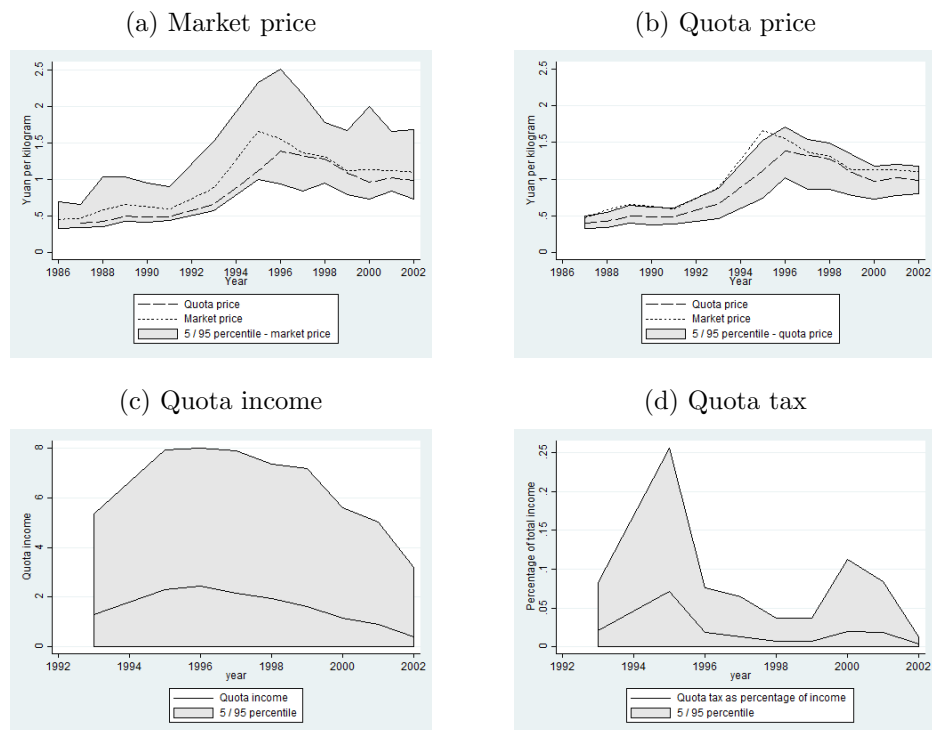 (a) Market price
(b) Quota price
Yuan per kilogram
0 .5 1 1.5 2 2.5
1986 1988 1990 1992 1994 1996 1998 2000 2002
Year
Quota price
Market price
5 / 95 percentile - market price
Yuan per kilogram
0 .5 1 1.5 2 2.5
1986 1988 1990 1992 1994 1996 1998 2000 2002
Year
Quota price
Market price
5 / 95 percentile - quota price
(c) Quota income
(d) Quota tax
Quota income
0 2 4 6 8
1992 1994 1996 1998 2000 2002
year
Quota income
5 / 95 percentile
Percentage of total income
0 .05 .1 .15 .2 .25
1992 1994 1996 1998 2000 2002
year
Quota tax as percentage of income
5 / 95 percentile